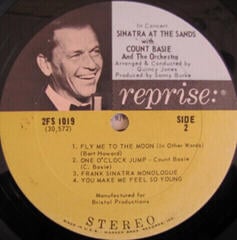 In Concert
SINATRA AT THE SANDS
with
COUNT BASIE
And The Orchestra
Arranged & Conducted by
Quincy Jones
Produced by Sonny Burke
reprise:
2FS 1019
(30,572)
SIDE
2
1. FLY ME TO THE MOON (In Other Words)
(Bart Howard)
2. ONE O'CLOCK JUMP - Count Basie
(C. Basie)
3. FRANK SINATRA MONOLOGUE
4. YOU MAKE ME FEEL SO YOUNG
Manufactured for
Bristol Productions
STEREO
MADE IN U.S.A.